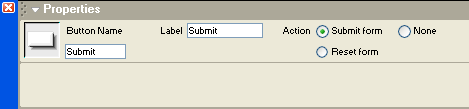 Properties
Button Name Label Submit Action Submit form None
Submit Reset form